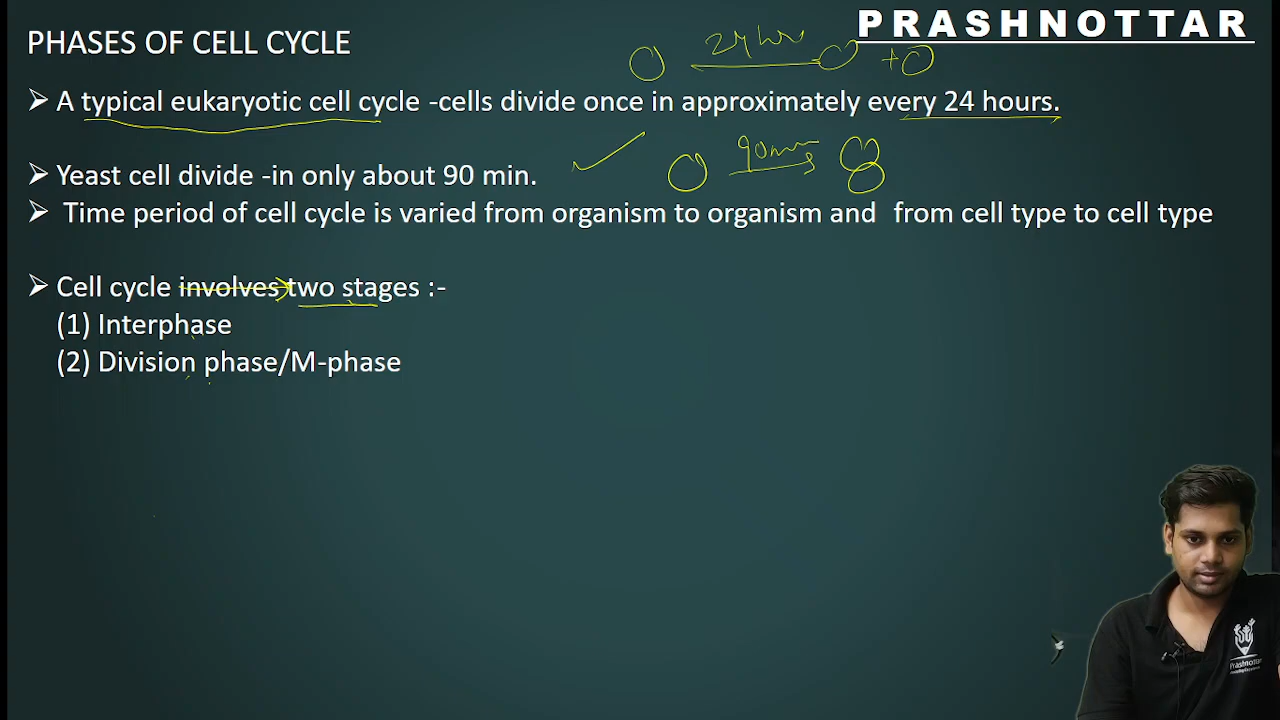 PRASHNOTTAR
PHASES OF CELL CYCLE
24 hr
+
➤ A typical eukaryotic cell cycle -cells divide once in approximately every 24 hours.
90 min
➤ Yeast cell divide -in only about 90 min.
➤ Time period of cell cycle is varied from organism to organism and from cell type to cell type
➤ Cell cycle involves two stages :-
(1) Interphase
(2) Division phase/M-phase
Prashnottar